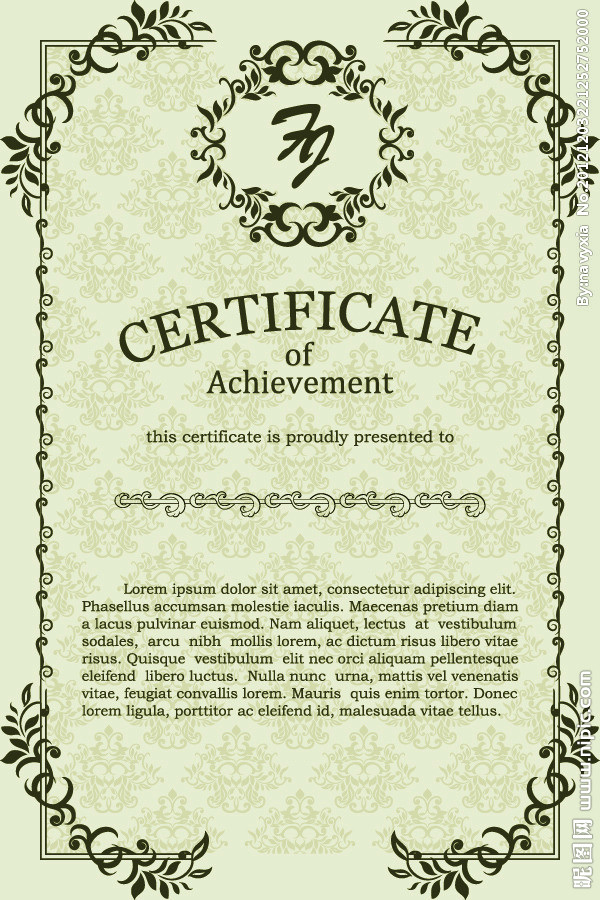 Fg
CERTIFICATE
of
Achievement
this certificate is proudly presented to
Lorem ipsum dolor sit amet, consectetur adipiscing elit.
Phasellus accumsan molestie iaculis. Maecenas pretium diam
a lacus pulvinar euismod. Nam aliquet, lectus at vestibulum
sodales, arcu nibh mollis lorem, ac dictum risus libero vitae
risus. Quisque vestibulum elit nec orci aliquam pellentesque
eleifend libero luctus. Nulla nunc urna, mattis vel venenatis
vitae, feugiat convallis lorem. Mauris quis enim tortor. Donec
lorem ligula, porttitor ac eleifend id, malesuada vitae tellus.
By:na vyxia No.20121203221252752000
昵图网 www.nipic.com